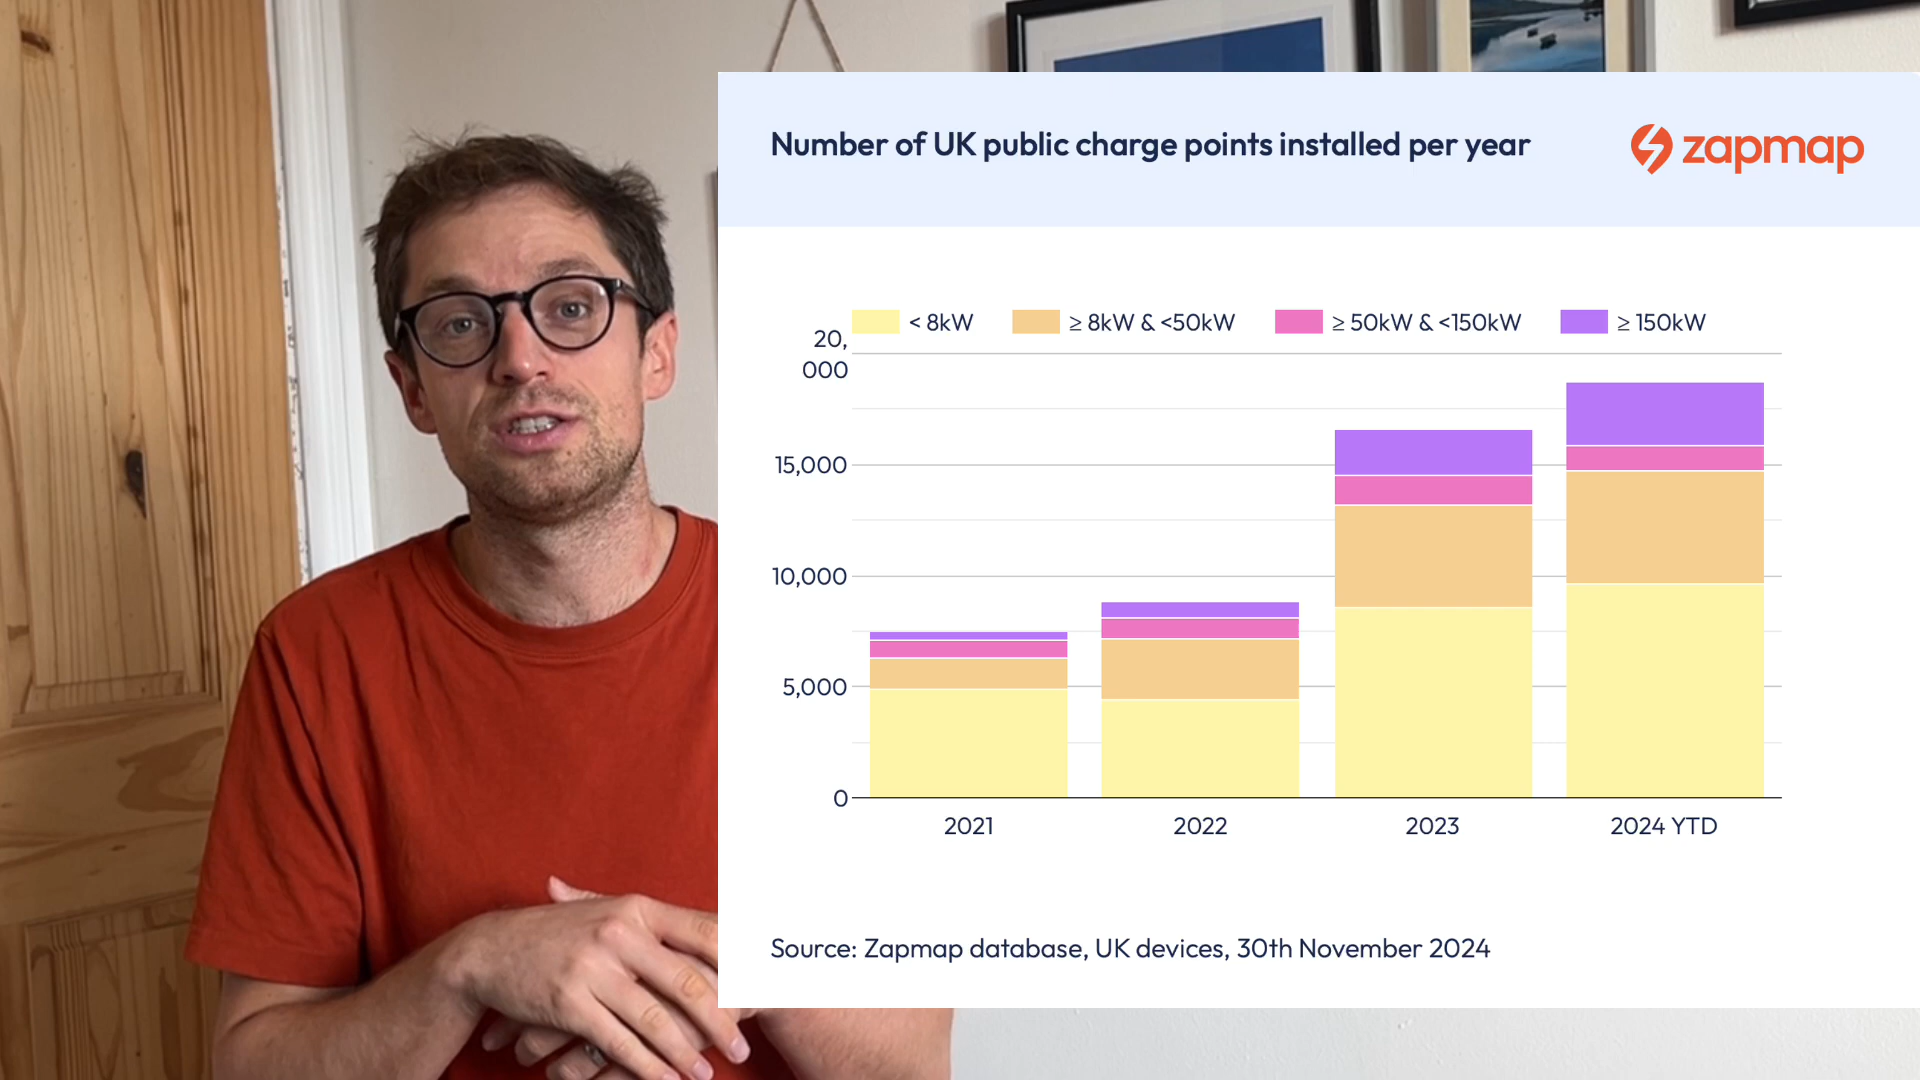 Number of UK public charge points installed per year
zapmap
< 8kW
≥ 8kW & <50kW
≥ 50kW & <150kW
≥ 150kW
20,
000
15,000
10,000
5,000
0
2021
2022
2023
2024 YTD
Source: Zapmap database, UK devices, 30th November 2024